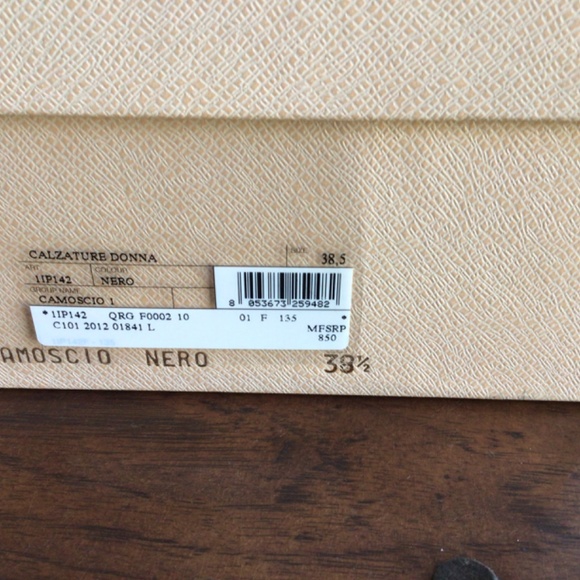 CALZATURE DONNA SIZE 38,5
ART COLOUR
1IP142 NERO
GROUP NAME
CAMOSCIO 1
8 053673 259482
* 1IP142 QRG F0002 10 01 F 135 *
C101 2012 01841 L MFSRP
850
AMOSCIO NERO 38½